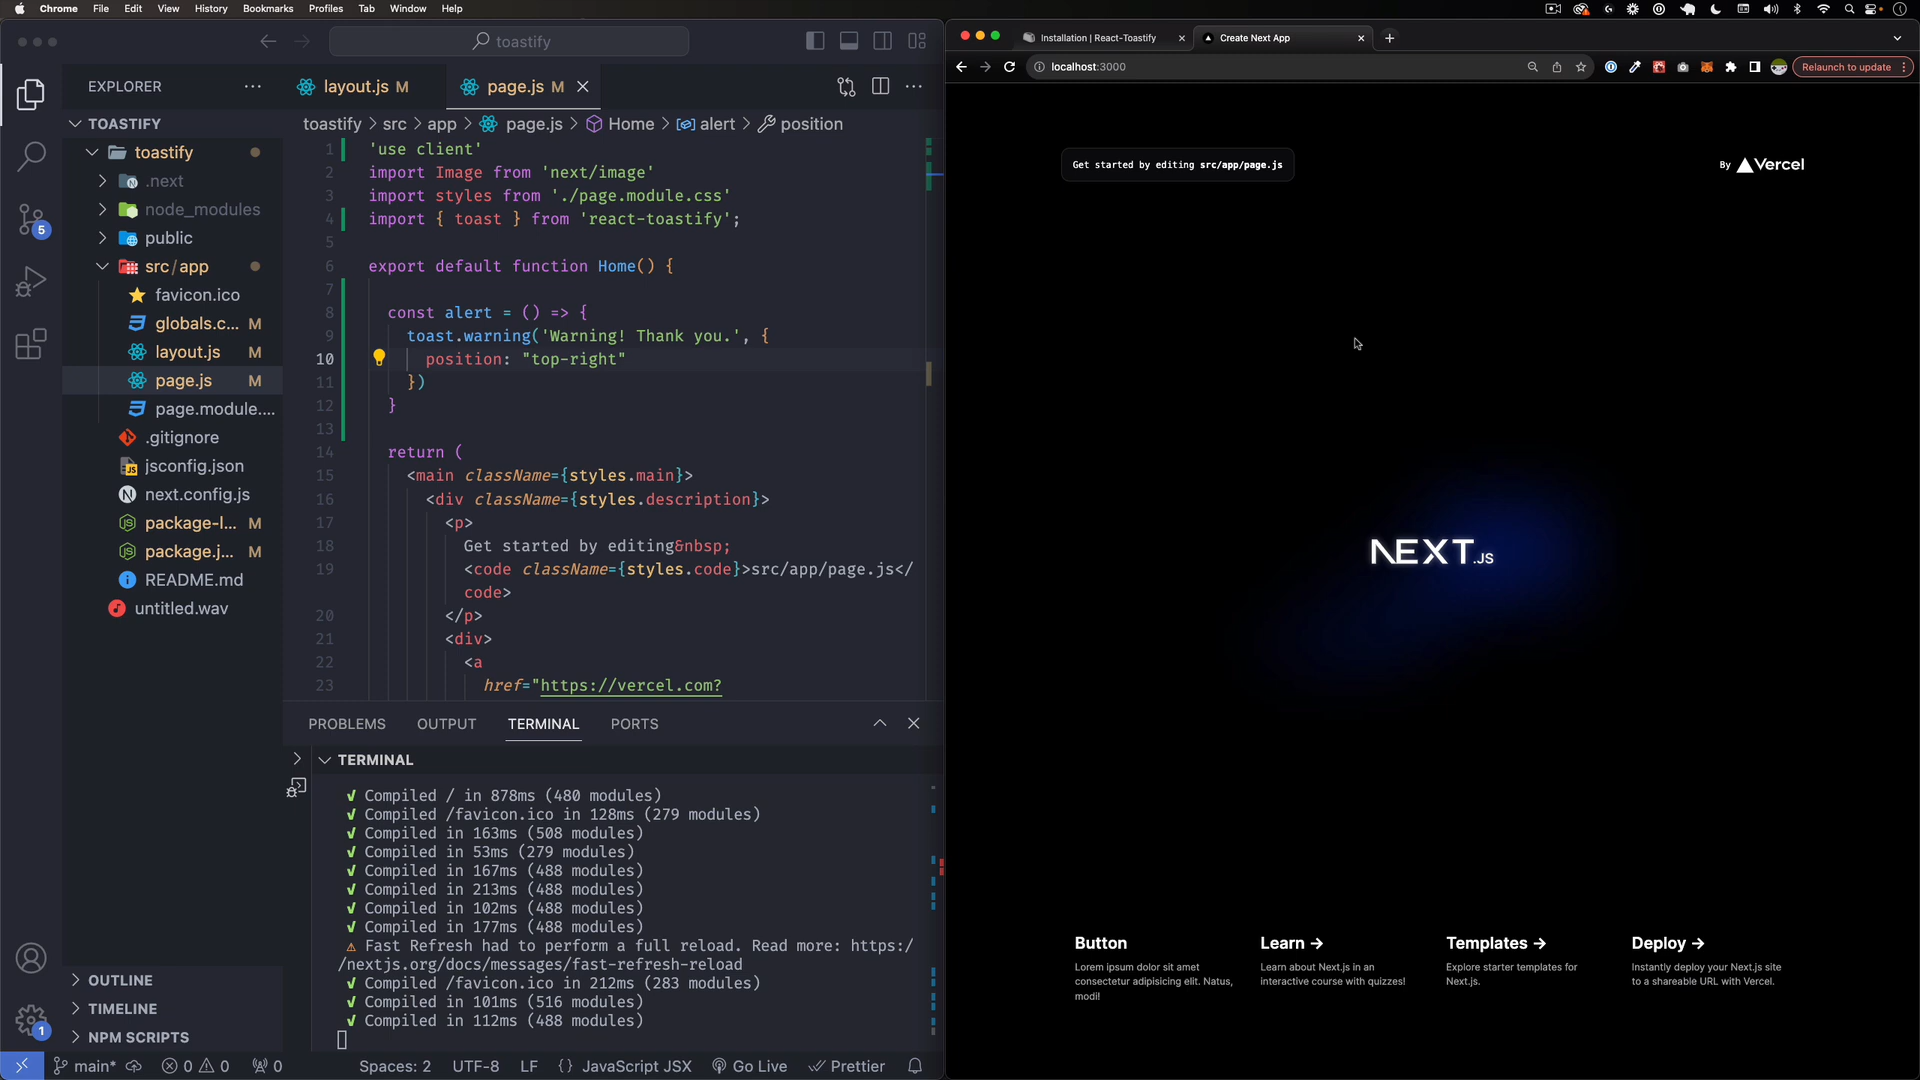 Chrome File Edit View History Bookmarks Profiles Tab Window Help
toastify
EXPLORER
TOASTIFY
toastify
.next
node_modules
public
src/app
favicon.ico
globals.c... M
layout.js M
page.js M
page.module....
.gitignore
jsconfig.json
next.config.js
package-l... M
package.j... M
README.md
untitled.wav
OUTLINE
TIMELINE
NPM SCRIPTS
5
1
layout.js M page.js M
toastify > src > app > page.js > Home > alert > position
1 'use client'
2 import Image from 'next/image'
3 import styles from './page.module.css'
4 import { toast } from 'react-toastify';
5
6 export default function Home() {
7
8 const alert = () => {
9 toast.warning('Warning! Thank you.', {
10 position: "top-right"
11 })
12 }
13
14 return (
15 <main className={styles.main}>
16 <div className={styles.description}>
17 <p>
18 Get started by editing&nbsp;
19 <code className={styles.code}>src/app/page.js</
code>
20 </p>
21 <div>
22 <a
23 href="https://vercel.com?
PROBLEMS OUTPUT TERMINAL PORTS
TERMINAL
✓ Compiled / in 878ms (480 modules)
✓ Compiled /favicon.ico in 128ms (279 modules)
✓ Compiled in 163ms (508 modules)
✓ Compiled in 53ms (279 modules)
✓ Compiled in 167ms (488 modules)
✓ Compiled in 213ms (488 modules)
✓ Compiled in 102ms (488 modules)
✓ Compiled in 177ms (488 modules)
⚠ Fast Refresh had to perform a full reload. Read more: https:/
/nextjs.org/docs/messages/fast-refresh-reload
✓ Compiled /favicon.ico in 212ms (283 modules)
✓ Compiled in 101ms (516 modules)
✓ Compiled in 112ms (488 modules)
main* 0 0 0 Spaces: 2 UTF-8 LF {} JavaScript JSX Go Live Prettier
Installation | React-Toastify Create Next App
localhost:3000 Relaunch to update
Get started by editing src/app/page.js
By Vercel
NEXT.JS
Button
Lorem ipsum dolor sit amet
consectetur adipisicing elit. Natus,
modi!
Learn →
Learn about Next.js in an
interactive course with quizzes!
Templates →
Explore starter templates for
Next.js.
Deploy →
Instantly deploy your Next.js site
to a shareable URL with Vercel.